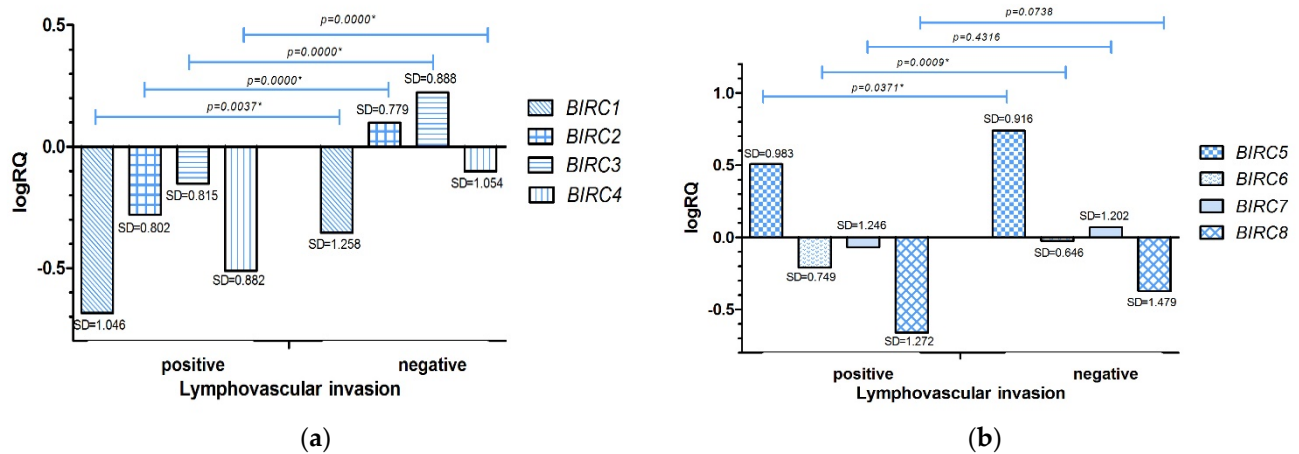 0.5
0.0
-0.5
logRQ
p=0.0000*
p=0.0000*
p=0.0000*
p=0.0037*
SD=0.888
SD=0.779
SD=0.815
SD=0.802
SD=0.882
SD=1.046
SD=1.258
SD=1.054
BIRC1
BIRC2
BIRC3
BIRC4
positive
negative
Lymphovascular invasion
(a)
1.0
0.5
0.0
-0.5
logRQ
p=0.0738
p=0.4316
p=0.0009*
p=0.0371*
SD=0.983
SD=0.916
SD=1.246
SD=1.202
SD=0.749
SD=0.646
SD=1.272
SD=1.479
BIRC5
BIRC6
BIRC7
BIRC8
positive
negative
Lymphovascular invasion
(b)